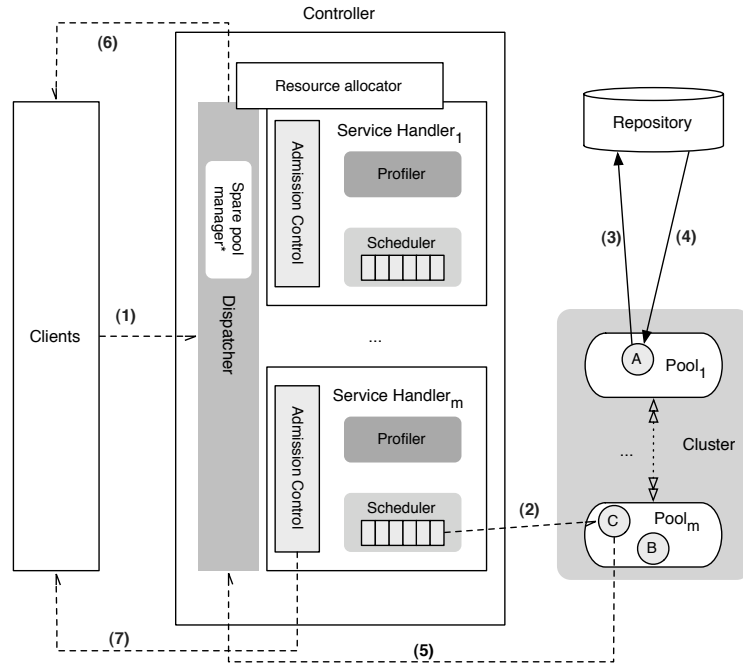 Controller
(6)
Resource allocator
Service Handler1
Admission Control
Profiler
Spare pool
manager*
Scheduler
Dispatcher
Repository
(3)
(4)
(1)
Clients
...
A
Pool1
Service Handlerm
Admission Control
Profiler
...
Cluster
Scheduler
(2)
C
Poolm
B
(7)
(5)